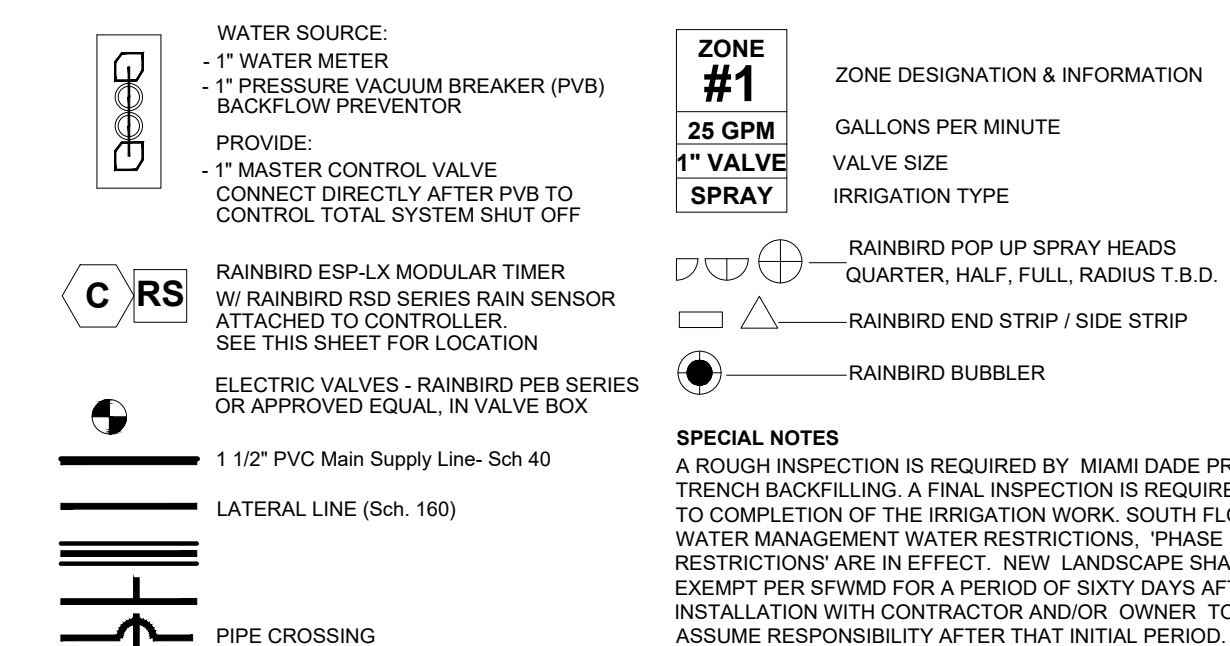 WATER SOURCE:
- 1" WATER METER
- 1" PRESSURE VACUUM BREAKER (PVB)
BACKFLOW PREVENTOR
PROVIDE:
- 1" MASTER CONTROL VALVE
CONNECT DIRECTLY AFTER PVB TO
CONTROL TOTAL SYSTEM SHUT OFF
C RS
RAINBIRD ESP-LX MODULAR TIMER
W/ RAINBIRD RSD SERIES RAIN SENSOR
ATTACHED TO CONTROLLER.
SEE THIS SHEET FOR LOCATION
ELECTRIC VALVES - RAINBIRD PEB SERIES
OR APPROVED EQUAL, IN VALVE BOX
1 1/2" PVC Main Supply Line- Sch 40
LATERAL LINE (Sch. 160)
PIPE CROSSING
ZONE
#1
ZONE DESIGNATION & INFORMATION
25 GPM
GALLONS PER MINUTE
1" VALVE
VALVE SIZE
SPRAY
IRRIGATION TYPE
RAINBIRD POP UP SPRAY HEADS
QUARTER, HALF, FULL, RADIUS T.B.D.
RAINBIRD END STRIP / SIDE STRIP
RAINBIRD BUBBLER
SPECIAL NOTES
A ROUGH INSPECTION IS REQUIRED BY MIAMI DADE PR
TRENCH BACKFILLING. A FINAL INSPECTION IS REQUIRE
TO COMPLETION OF THE IRRIGATION WORK. SOUTH FLO
WATER MANAGEMENT WATER RESTRICTIONS, 'PHASE
RESTRICTIONS' ARE IN EFFECT. NEW LANDSCAPE SHA
EXEMPT PER SFWMD FOR A PERIOD OF SIXTY DAYS AFT
INSTALLATION WITH CONTRACTOR AND/OR OWNER TO
ASSUME RESPONSIBILITY AFTER THAT INITIAL PERIOD.